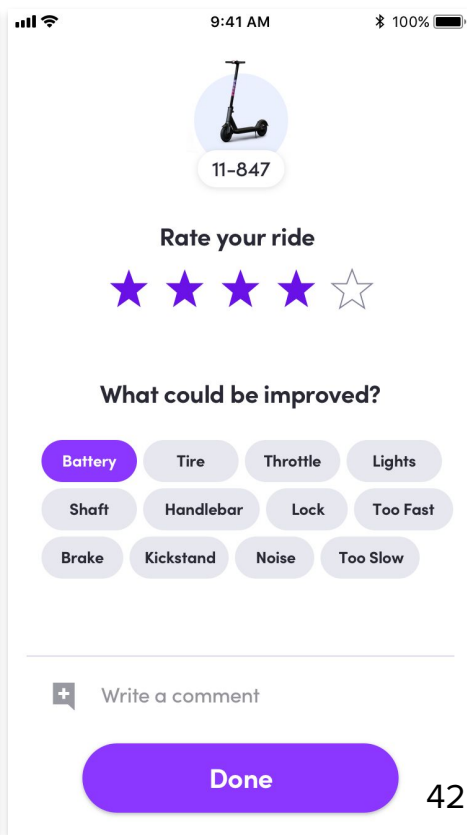 9:41 AM 100%
11-847
Rate your ride
What could be improved?
Battery Tire Throttle Lights
Shaft Handlebar Lock Too Fast
Brake Kickstand Noise Too Slow
Write a comment
Done
42